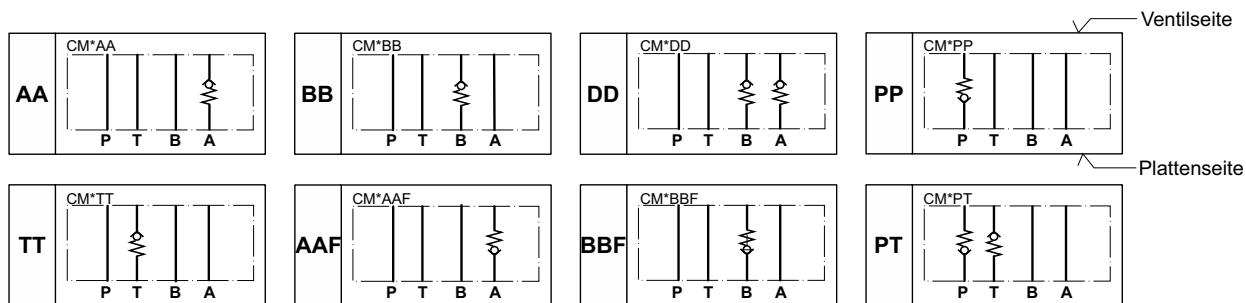 Ventilseite
AA
CM*AA
P T B A
BB
CM*BB
P T B A
DD
CM*DD
P T B A
PP
CM*PP
P T B A
Plattenseite
TT
CM*TT
P T B A
AAF
CM*AAF
P T B A
BBF
CM*BBF
P T B A
PT
CM*PT
P T B A